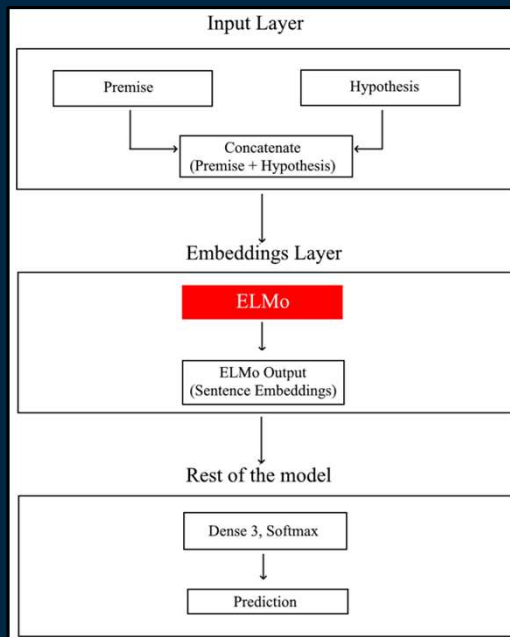 Input Layer
Premise
Hypothesis
Concatenate
(Premise + Hypothesis)
Embeddings Layer
ELMo
ELMo Output
(Sentence Embeddings)
Rest of the model
Dense 3, Softmax
Prediction